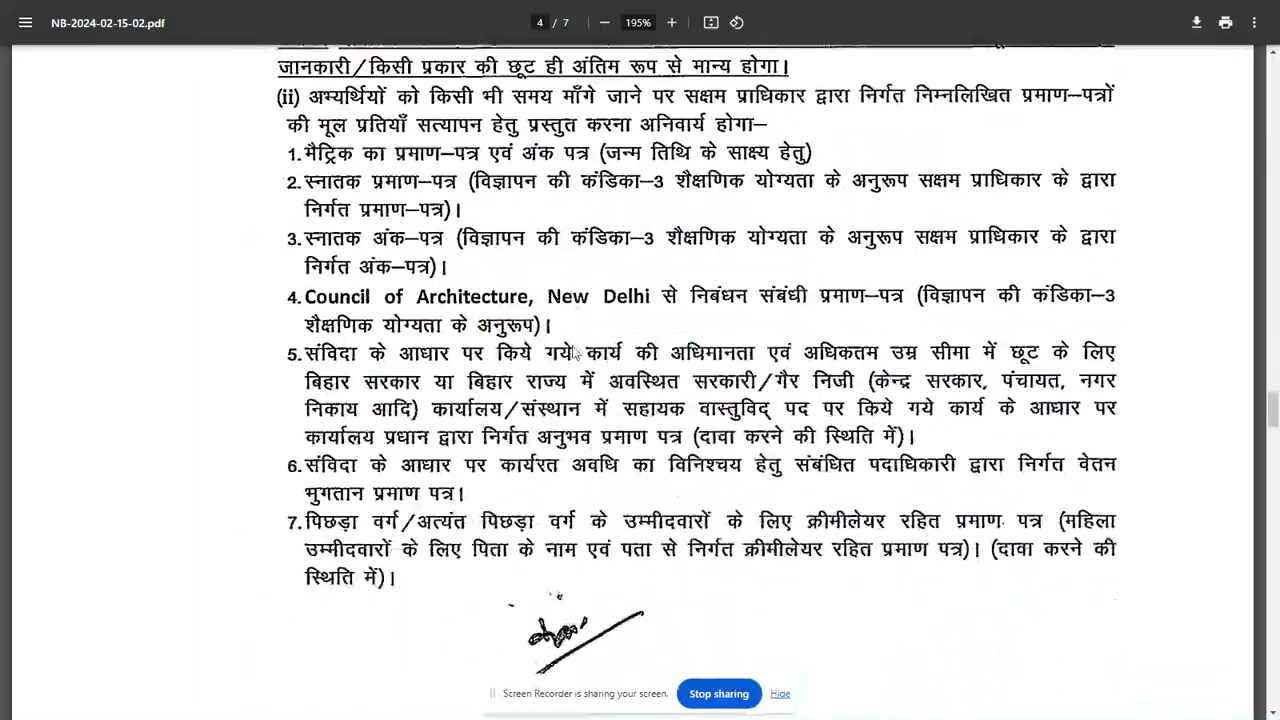 NB-2024-02-15-02.pdf
4 / 7
195%
जानकारी/किसी प्रकार की छूट ही अंतिम रूप से मान्य होगा।
(ii) अभ्यर्थियों को किसी भी समय माँगे जाने पर सक्षम प्राधिकार द्वारा निर्गत निम्नलिखित प्रमाण–पत्रों
की मूल प्रतियाँ सत्यापन हेतु प्रस्तुत करना अनिवार्य होगा–
1. मैट्रिक का प्रमाण–पत्र एवं अंक पत्र (जन्म तिथि के साक्ष्य हेतु)
2. स्नातक प्रमाण–पत्र (विज्ञापन की कंडिका–3 शैक्षणिक योग्यता के अनुरूप सक्षम प्राधिकार के द्वारा
निर्गत प्रमाण–पत्र)।
3. स्नातक अंक–पत्र (विज्ञापन की कंडिका–3 शैक्षणिक योग्यता के अनुरूप सक्षम प्राधिकार के द्वारा
निर्गत अंक–पत्र)।
4. Council of Architecture, New Delhi से निबंधन संबंधी प्रमाण–पत्र (विज्ञापन की कंडिका–3
शैक्षणिक योग्यता के अनुरूप)।
5. संविदा के आधार पर किये गये कार्य की अधिमानता एवं अधिकतम उम्र सीमा में छूट के लिए
बिहार सरकार या बिहार राज्य में अवस्थित सरकारी/गैर निजी (केन्द्र सरकार, पंचायत, नगर
निकाय आदि) कार्यालय/संस्थान में सहायक वास्तुविद् पद पर किये गये कार्य के आधार पर
कार्यालय प्रधान द्वारा निर्गत अनुभव प्रमाण पत्र (दावा करने की स्थिति में)।
6. संविदा के आधार पर कार्यरत अवधि का विनिश्चय हेतु संबंधित पदाधिकारी द्वारा निर्गत वेतन
भुगतान प्रमाण पत्र।
7. पिछड़ा वर्ग/अत्यंत पिछड़ा वर्ग के उम्मीदवारों के लिए क्रीमीलेयर रहित प्रमाण पत्र (महिला
उम्मीदवारों के लिए पिता के नाम एवं पता से निर्गत क्रीमीलेयर रहित प्रमाण पत्र)। (दावा करने की
स्थिति में)।
Screen Recorder is sharing your screen.
Stop sharing
Hide